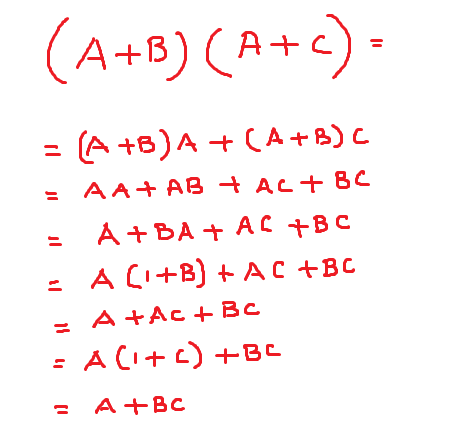 (A+B)(A+C) =
= (A+B)A + (A+B)C
= AA + AB + AC + BC
= A + BA + AC + BC
= A(1+B) + AC + BC
= A + AC + BC
= A(1+C) + BC
= A + BC